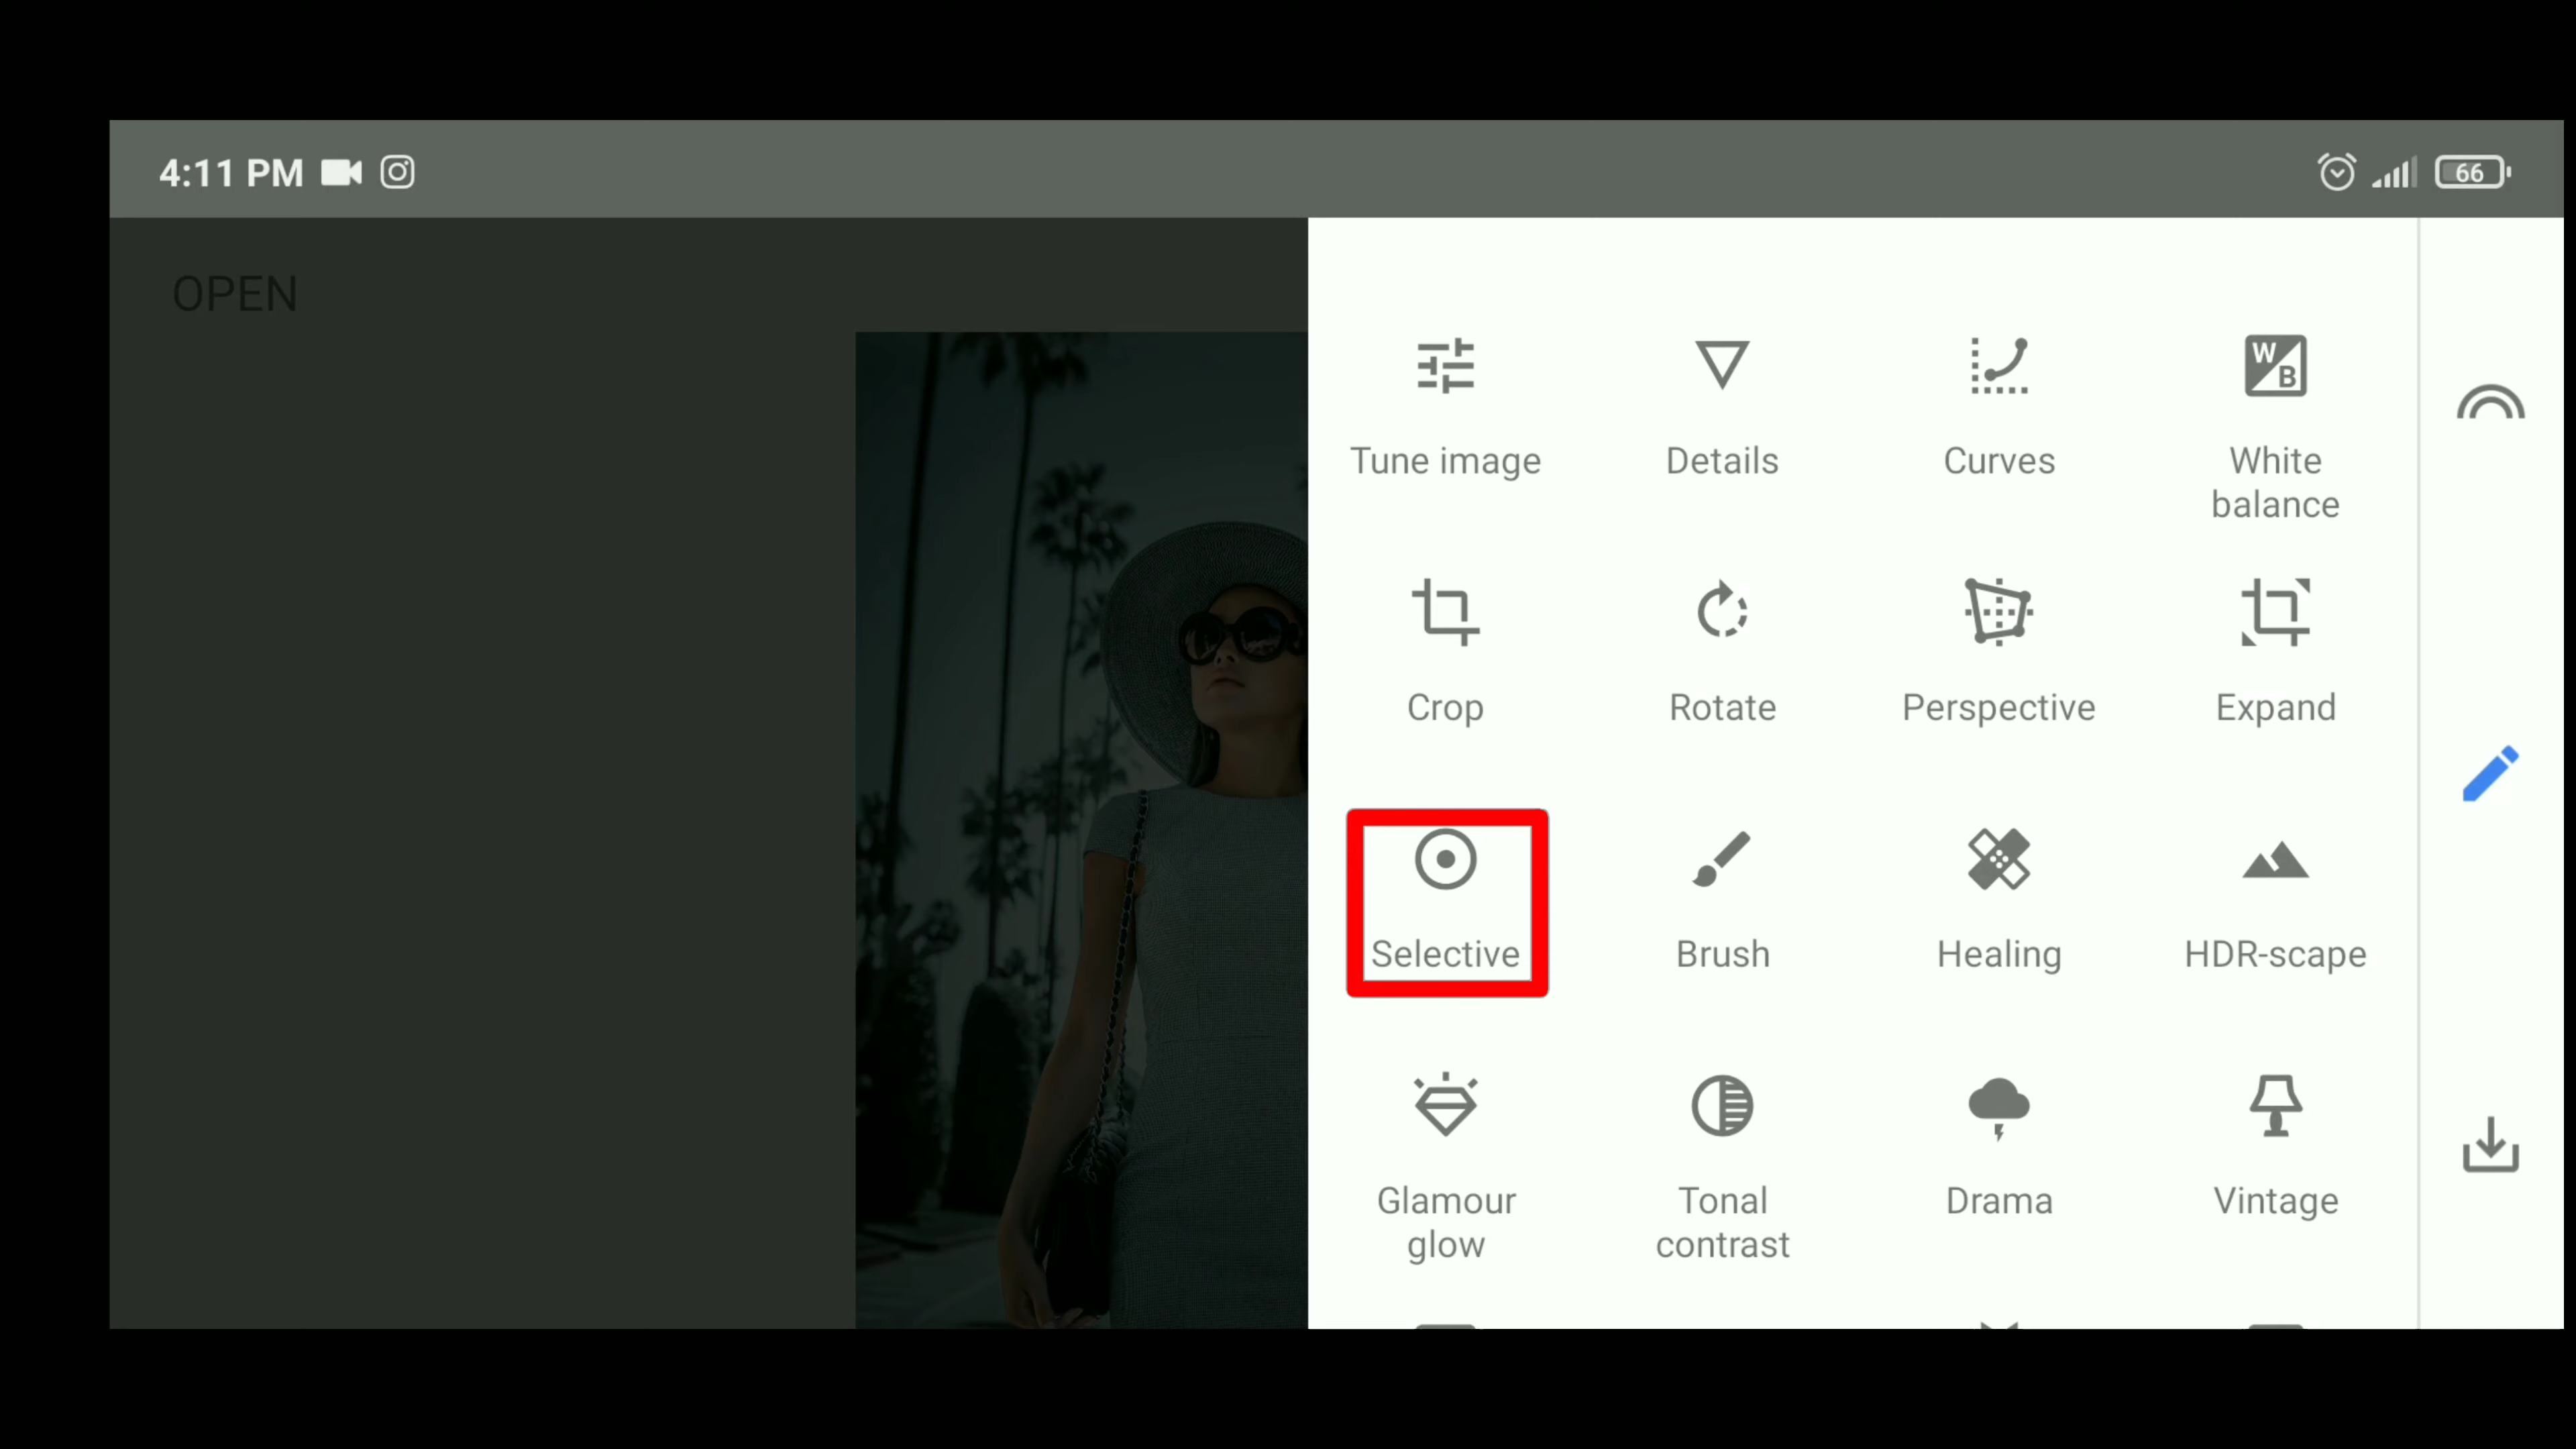 4:11 PM
66
OPEN
Tune image
Details
Curves
W
B
White
balance
Crop
Rotate
Perspective
Expand
Selective
Brush
Healing
HDR-scape
Glamour
glow
Tonal
contrast
Drama
Vintage